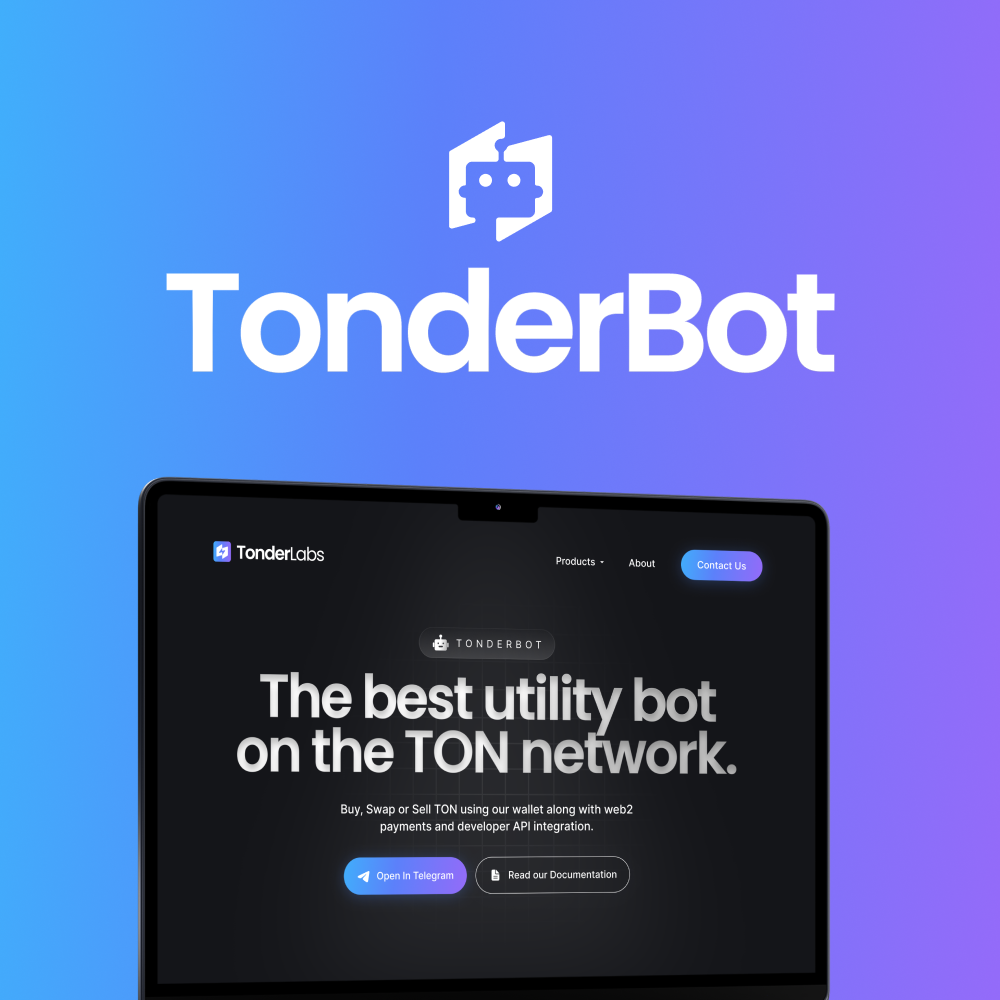 TonderBot
TonderLabs
Products
About
Contact Us
TONDERBOT
The best utility bot
on the TON network.
Buy, Swap or Sell TON using our wallet along with web2
payments and developer API integration.
Open In Telegram
Read our Documentation